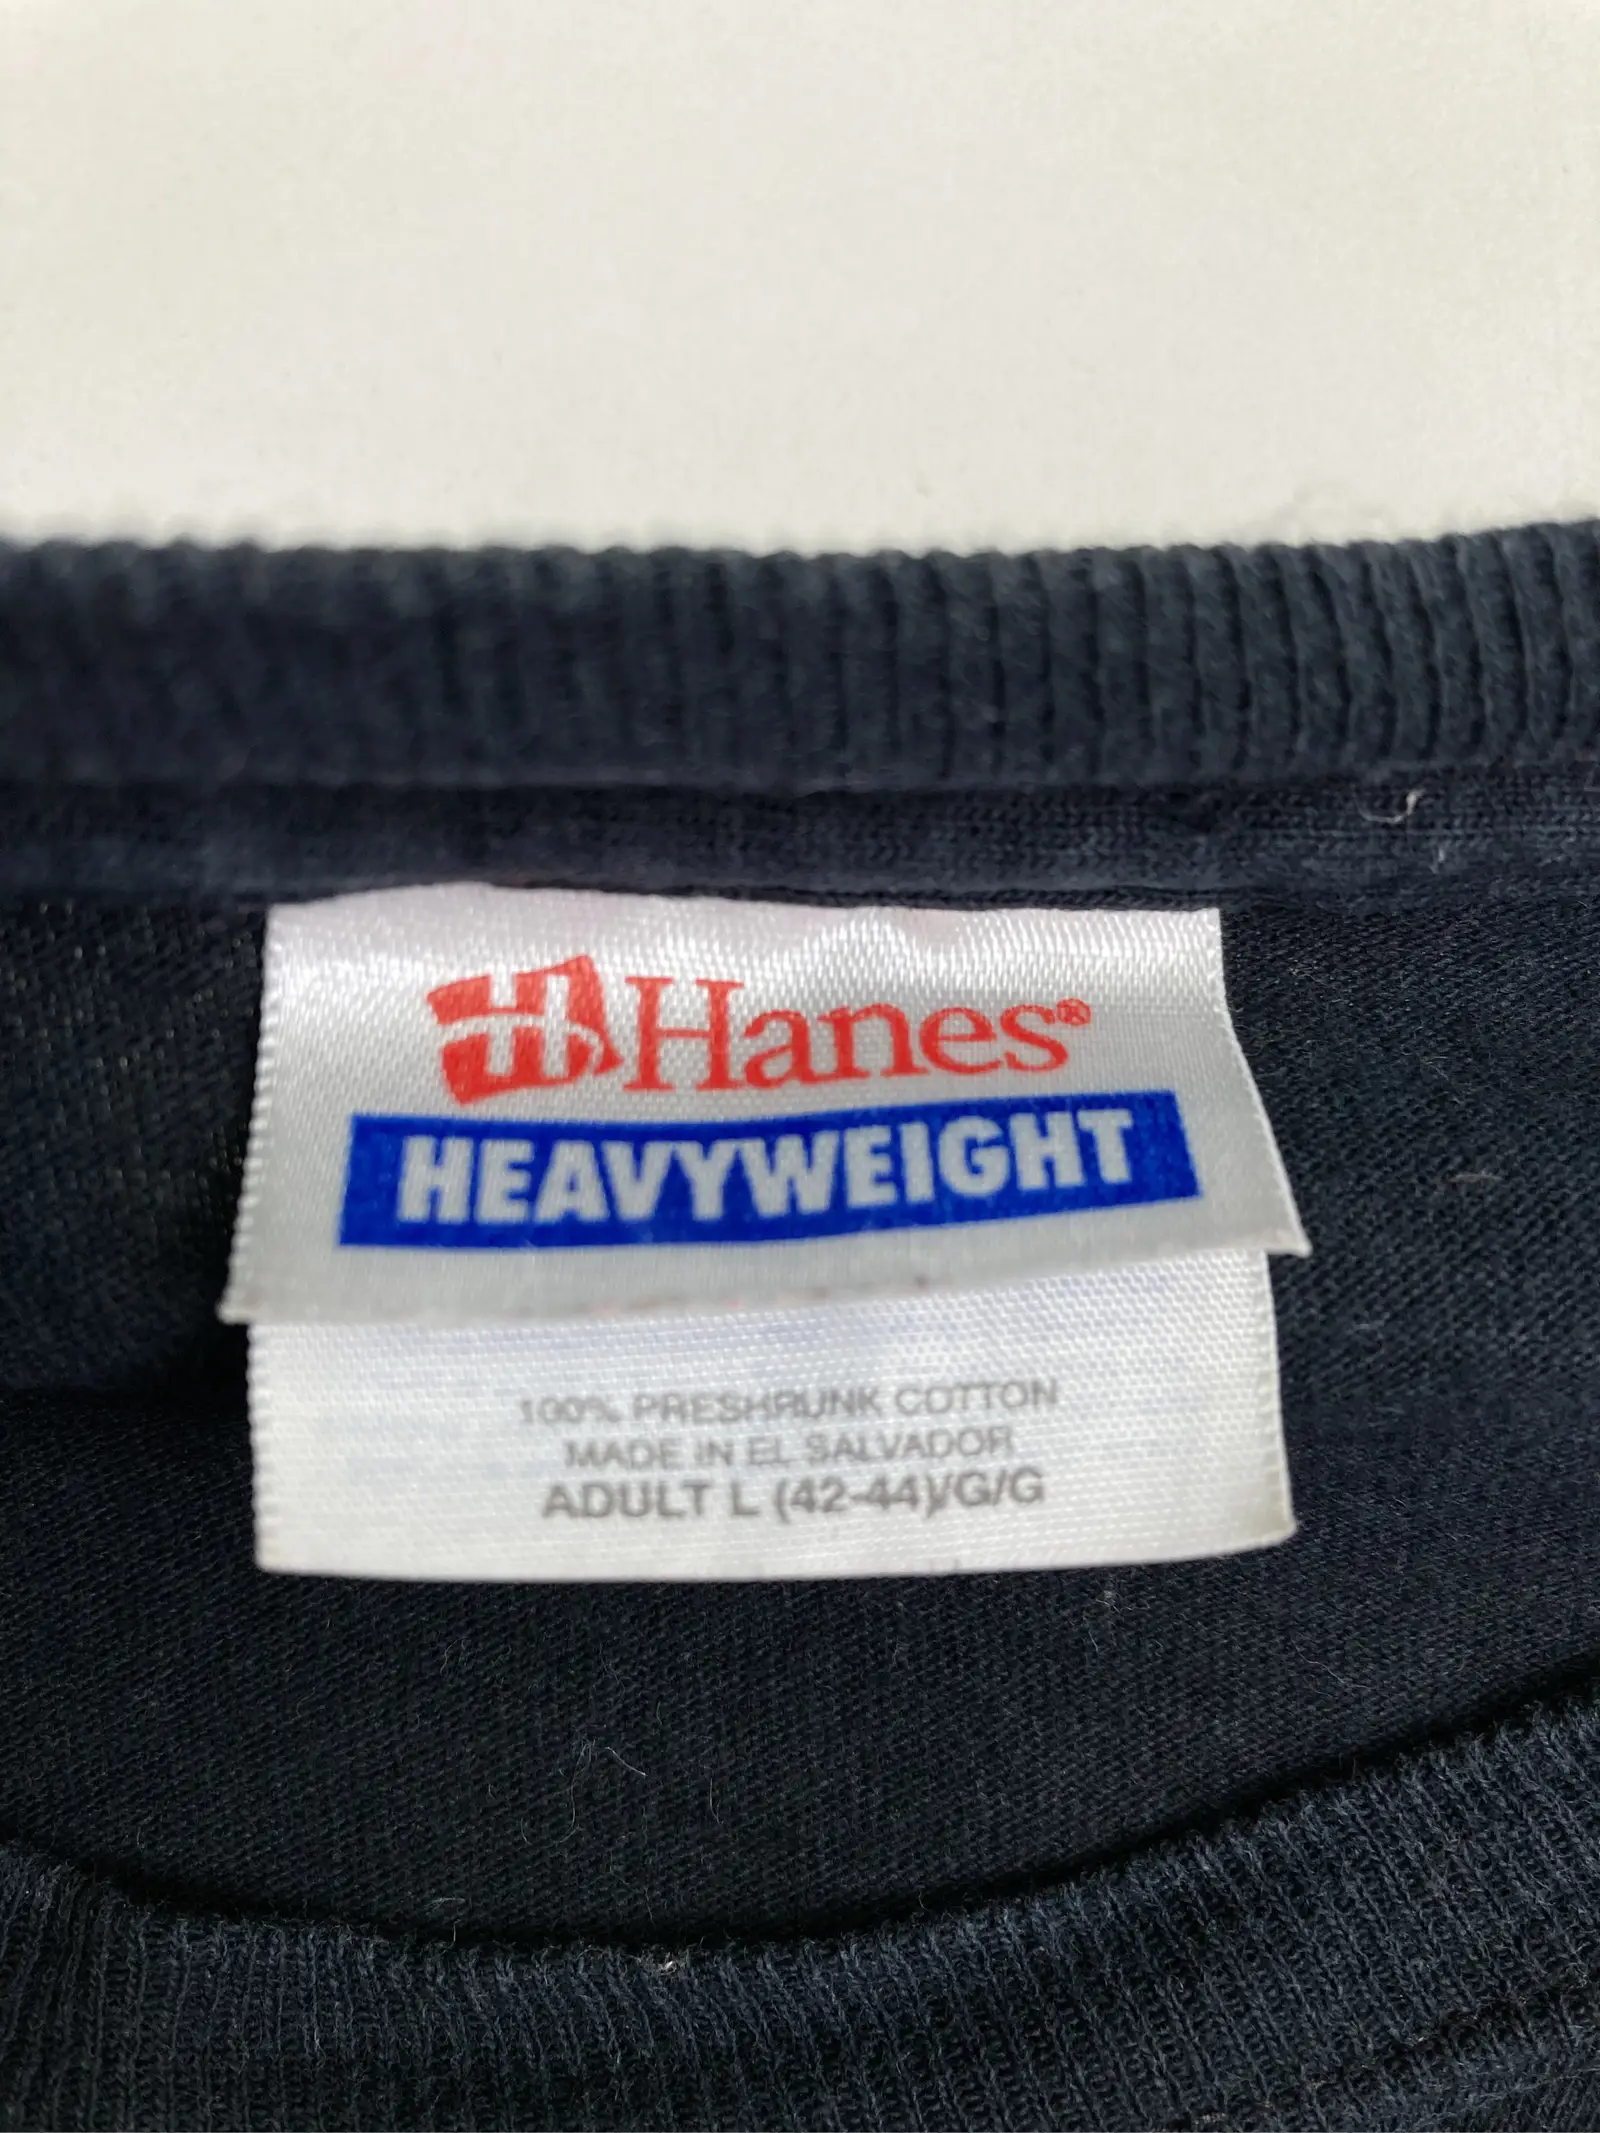 Hanes®
HEAVYWEIGHT
100% PRESHRUNK COTTON
MADE IN EL SALVADOR
ADULT L (42-44)/G/G